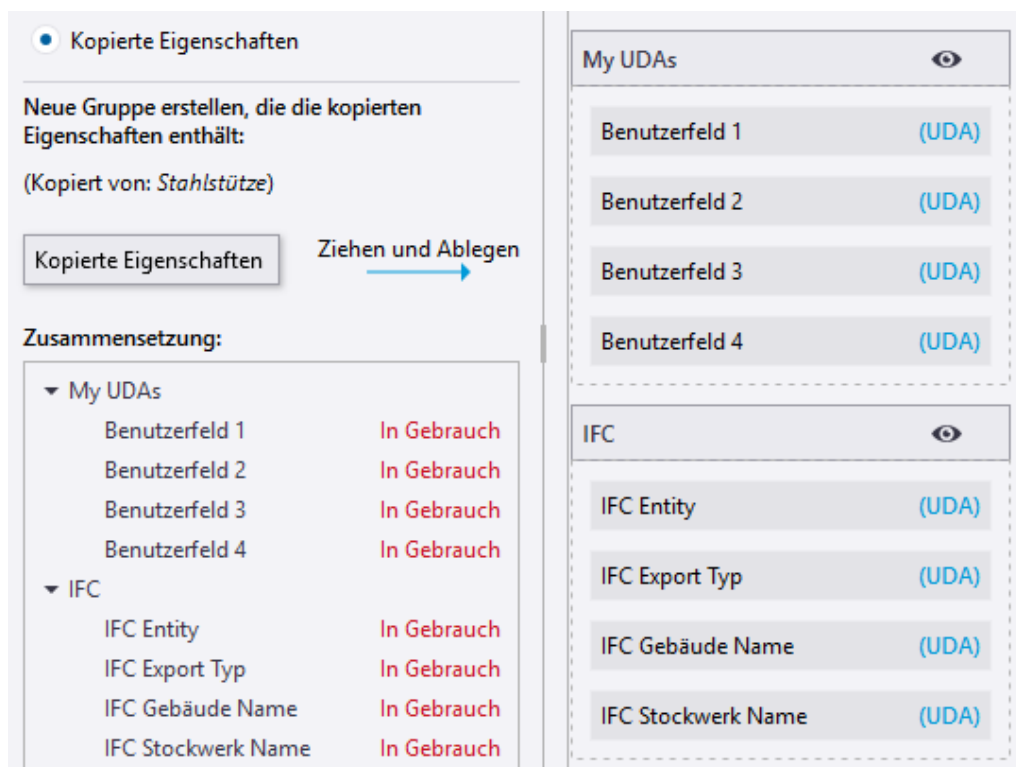 Kopierte Eigenschaften
Neue Gruppe erstellen, die die kopierten
Eigenschaften enthält:
(Kopiert von: Stahlstütze)
Kopierte Eigenschaften
Ziehen und Ablegen
Zusammensetzung:
My UDAs
Benutzerfeld 1 In Gebrauch
Benutzerfeld 2 In Gebrauch
Benutzerfeld 3 In Gebrauch
Benutzerfeld 4 In Gebrauch
IFC
IFC Entity In Gebrauch
IFC Export Typ In Gebrauch
IFC Gebäude Name In Gebrauch
IFC Stockwerk Name In Gebrauch
My UDAs
Benutzerfeld 1 (UDA)
Benutzerfeld 2 (UDA)
Benutzerfeld 3 (UDA)
Benutzerfeld 4 (UDA)
IFC
IFC Entity (UDA)
IFC Export Typ (UDA)
IFC Gebäude Name (UDA)
IFC Stockwerk Name (UDA)